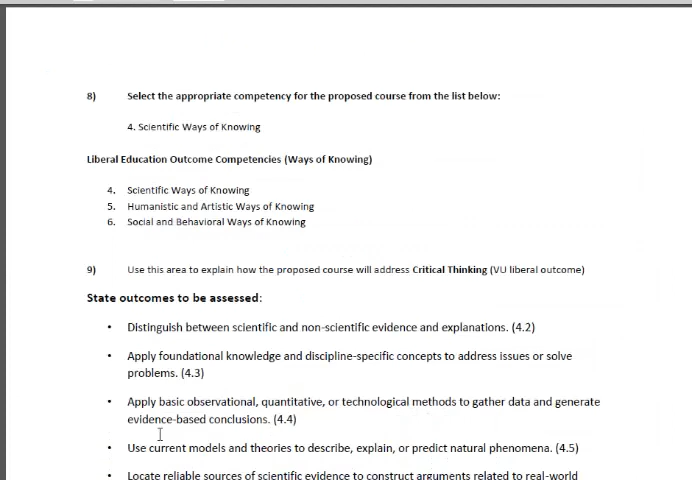 8) Select the appropriate competency for the proposed course from the list below:
4. Scientific Ways of Knowing
Liberal Education Outcome Competencies (Ways of Knowing)
4. Scientific Ways of Knowing
5. Humanistic and Artistic Ways of Knowing
6. Social and Behavioral Ways of Knowing
9) Use this area to explain how the proposed course will address Critical Thinking (VU liberal outcome)
State outcomes to be assessed:
• Distinguish between scientific and non-scientific evidence and explanations. (4.2)
• Apply foundational knowledge and discipline-specific concepts to address issues or solve
problems. (4.3)
• Apply basic observational, quantitative, or technological methods to gather data and generate
evidence-based conclusions. (4.4)
• Use current models and theories to describe, explain, or predict natural phenomena. (4.5)
• Locate reliable sources of scientific evidence to construct arguments related to real-world